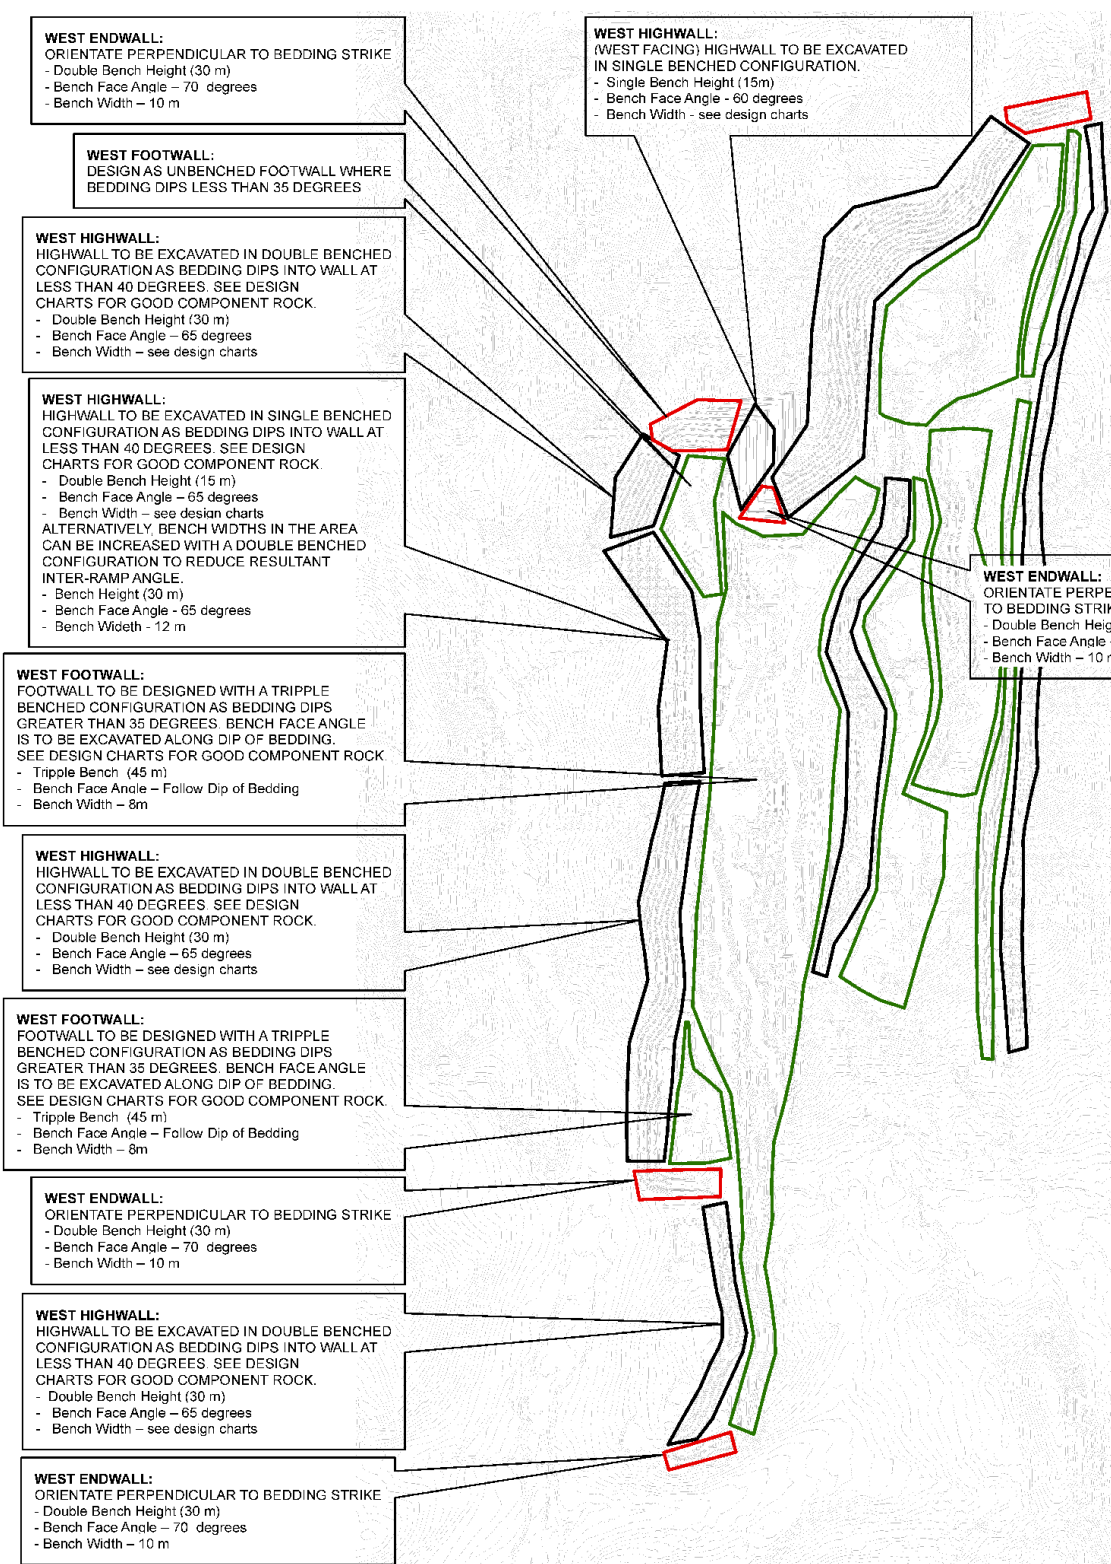 WEST ENDWALL:
ORIENTATE PERPENDICULAR TO BEDDING STRIKE
- Double Bench Height (30 m)
- Bench Face Angle – 70 degrees
- Bench Width – 10 m
WEST FOOTWALL:
DESIGN AS UNBENCHED FOOTWALL WHERE
BEDDING DIPS LESS THAN 35 DEGREES
WEST HIGHWALL:
HIGHWALL TO BE EXCAVATED IN DOUBLE BENCHED
CONFIGURATION AS BEDDING DIPS INTO WALL AT
LESS THAN 40 DEGREES. SEE DESIGN
CHARTS FOR GOOD COMPONENT ROCK.
- Double Bench Height (30 m)
- Bench Face Angle – 65 degrees
- Bench Width – see design charts
WEST HIGHWALL:
HIGHWALL TO BE EXCAVATED IN SINGLE BENCHED
CONFIGURATION AS BEDDING DIPS INTO WALL AT
LESS THAN 40 DEGREES. SEE DESIGN
CHARTS FOR GOOD COMPONENT ROCK.
- Double Bench Height (15 m)
- Bench Face Angle – 65 degrees
- Bench Width – see design charts
ALTERNATIVELY, BENCH WIDTHS IN THE AREA
CAN BE INCREASED WITH A DOUBLE BENCHED
CONFIGURATION TO REDUCE RESULTANT
INTER-RAMP ANGLE.
- Bench Height (30 m)
- Bench Face Angle - 65 degrees
- Bench Wideth - 12 m
WEST FOOTWALL:
FOOTWALL TO BE DESIGNED WITH A TRIPPLE
BENCHED CONFIGURATION AS BEDDING DIPS
GREATER THAN 35 DEGREES. BENCH FACE ANGLE
IS TO BE EXCAVATED ALONG DIP OF BEDDING.
SEE DESIGN CHARTS FOR GOOD COMPONENT ROCK
- Tripple Bench (45 m)
- Bench Face Angle – Follow Dip of Bedding
- Bench Width – 8m
WEST HIGHWALL:
HIGHWALL TO BE EXCAVATED IN DOUBLE BENCHED
CONFIGURATION AS BEDDING DIPS INTO WALL AT
LESS THAN 40 DEGREES. SEE DESIGN
CHARTS FOR GOOD COMPONENT ROCK.
- Double Bench Height (30 m)
- Bench Face Angle – 65 degrees
- Bench Width – see design charts
WEST FOOTWALL:
FOOTWALL TO BE DESIGNED WITH A TRIPPLE
BENCHED CONFIGURATION AS BEDDING DIPS
GREATER THAN 35 DEGREES. BENCH FACE ANGLE
IS TO BE EXCAVATED ALONG DIP OF BEDDING.
SEE DESIGN CHARTS FOR GOOD COMPONENT ROCK.
- Tripple Bench (45 m)
- Bench Face Angle – Follow Dip of Bedding
- Bench Width – 8m
WEST ENDWALL:
ORIENTATE PERPENDICULAR TO BEDDING STRIKE
- Double Bench Height (30 m)
- Bench Face Angle – 70 degrees
- Bench Width – 10 m
WEST HIGHWALL:
HIGHWALL TO BE EXCAVATED IN DOUBLE BENCHED
CONFIGURATION AS BEDDING DIPS INTO WALL AT
LESS THAN 40 DEGREES. SEE DESIGN
CHARTS FOR GOOD COMPONENT ROCK.
- Double Bench Height (30 m)
- Bench Face Angle – 65 degrees
- Bench Width – see design charts
WEST ENDWALL:
ORIENTATE PERPENDICULAR TO BEDDING STRIKE
- Double Bench Height (30 m)
- Bench Face Angle – 70 degrees
- Bench Width – 10 m
WEST HIGHWALL:
(WEST FACING) HIGHWALL TO BE EXCAVATED
IN SINGLE BENCHED CONFIGURATION.
- Single Bench Height (15m)
- Bench Face Angle - 60 degrees
- Bench Width - see design charts
WEST ENDWALL:
ORIENTATE PERPE
TO BEDDING STRIK
- Double Bench Heig
- Bench Face Angle –
- Bench Width – 10 m